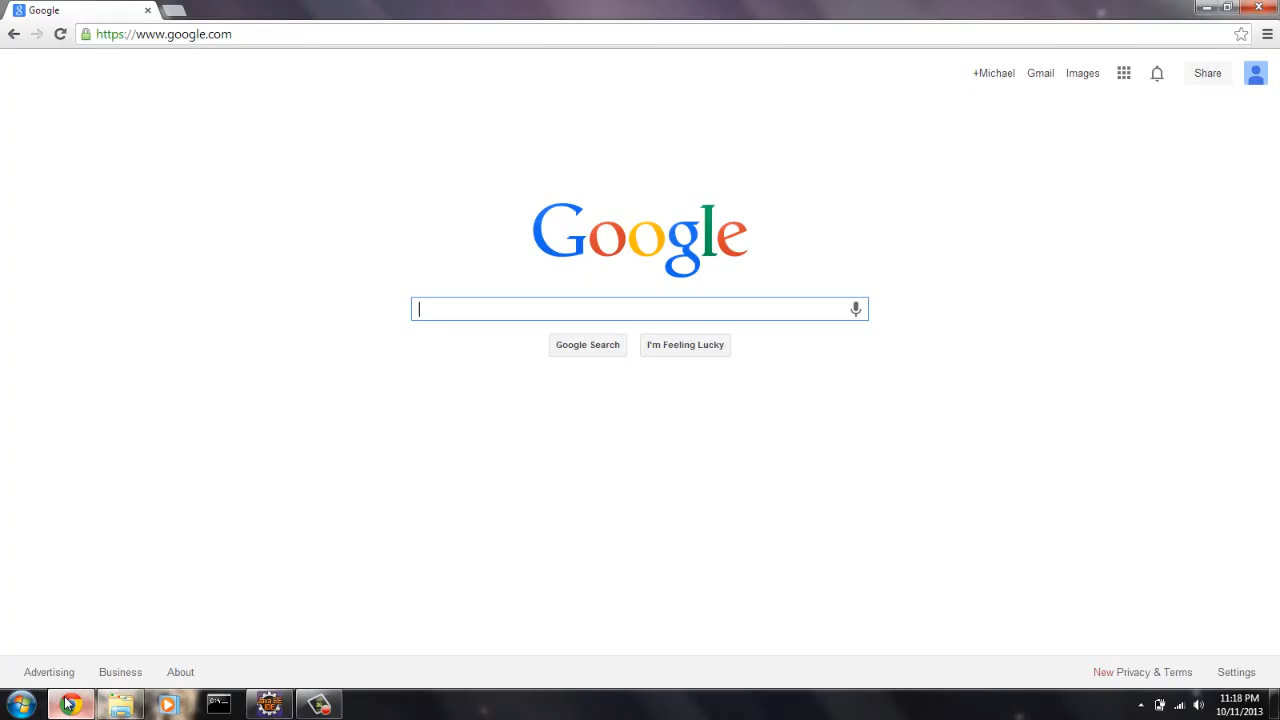 Google
https://www.google.com
+Michael Gmail Images Share
Google
Google Search I'm Feeling Lucky
Advertising Business About New Privacy & Terms Settings
11:18 PM
10/11/2013